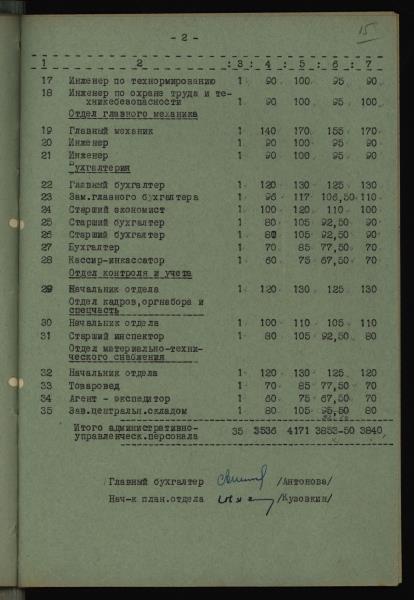 - 2 -
15
1 2 : 3 : 4 : 5 : 6 : 7
17 Инженер по технормированию 1 90 100 95 90
18 Инженер по охране труда и те-
хникебезопасности 1 90 100 95 100
Отдел главного механика
19 Главный механик 1 140 170 155 170
20 Инженер 1 90 100 95 90
21 Инженер 1 90 100 95 90
Бухгалтерия
22 Главный бухгалтер 1 120 130 125 130
23 Зам.главного бухгалтера 1 96 117 106,50 110
24 Старший экономист 1 100 120 110 100
25 Старший бухгалтер 1 80 105 92,50 90
26 Старший бухгалтер 1 80 105 92,50 90
27 Бухгалтер 1 70 85 77,50 70
28 Кассир-инкассатор 1 60 75 67,50 70
Отдел контроля и учета
29 Начальник отдела 1 120 130 125 130
Отдел кадров,оргнабора и
спецчасть
30 Начальник отдела 1 100 110 105 110
31 Старший инспектор 1 80 105 92,50 80
Отдел материально-техни-
ческого снабжения
32 Начальник отдела 1 120 130 125 120
33 Товаровед 1 70 85 77,50 70
34 Агент - экспедитор 1 60 75 67,50 70
35 Зав.центральн.складом 1 80 105 95,50 80
Итого административно-
управленческ.персонала 35 3536 4171 3853-50 3840
Главный бухгалтер /Антонова/
Нач-к план.отдела /Кузовкин/